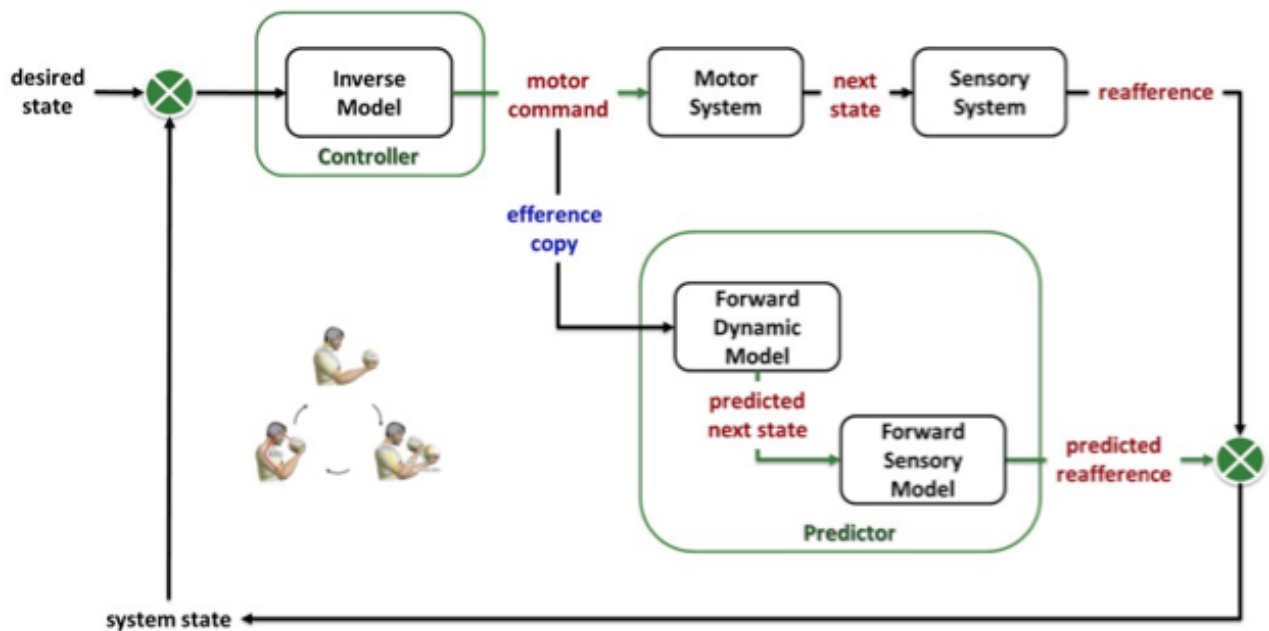 desired
state
Inverse
Model
Controller
motor
command
Motor
System
next
state
Sensory
System
reafference
efference
copy
Forward
Dynamic
Model
predicted
next state
Forward
Sensory
Model
predicted
reafference
Predictor
system state